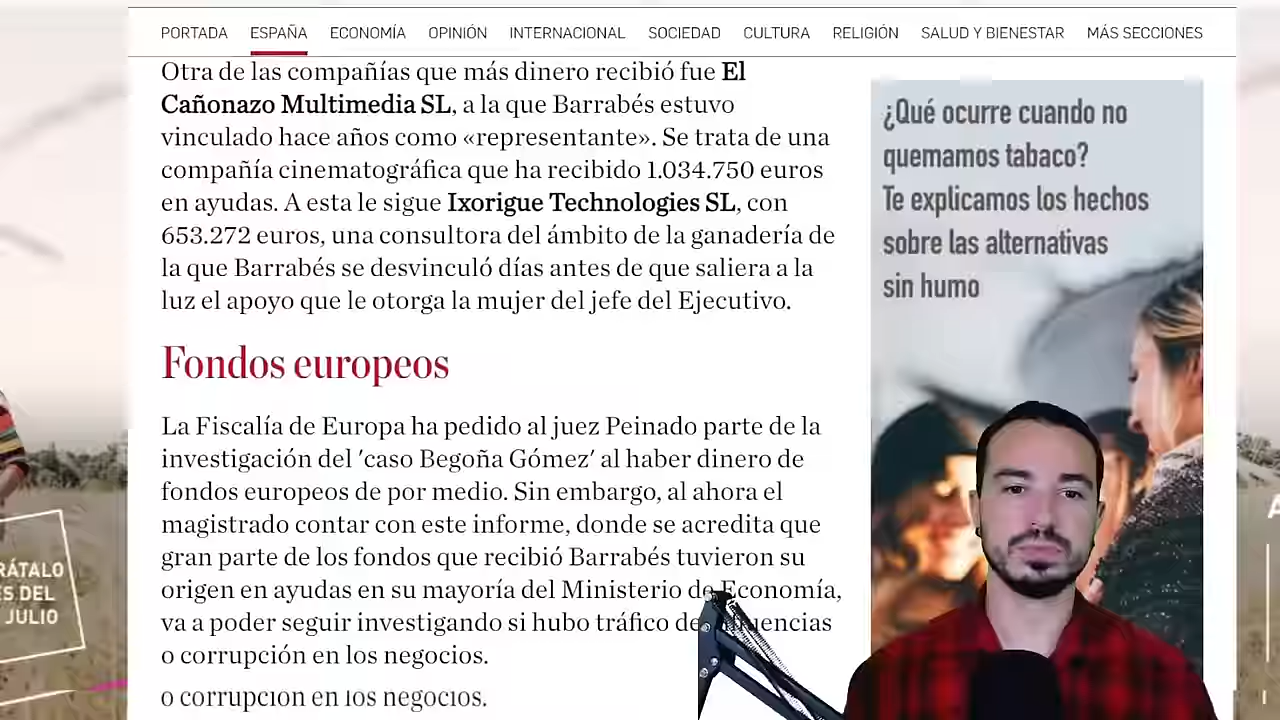 PORTADA ESPAÑA ECONOMÍA OPINIÓN INTERNACIONAL SOCIEDAD CULTURA RELIGIÓN SALUD Y BIENESTAR MÁS SECCIONES
Otra de las compañías que más dinero recibió fue El
Cañonazo Multimedia SL, a la que Barrabés estuvo
vinculado hace años como «representante». Se trata de una
compañía cinematográfica que ha recibido 1.034.750 euros
en ayudas. A esta le sigue Ixorigue Technologies SL, con
653.272 euros, una consultora del ámbito de la ganadería de
la que Barrabés se desvinculó días antes de que saliera a la
luz el apoyo que le otorga la mujer del jefe del Ejecutivo.
Fondos europeos
La Fiscalía de Europa ha pedido al juez Peinado parte de la
investigación del 'caso Begoña Gómez' al haber dinero de
fondos europeos de por medio. Sin embargo, al ahora el
magistrado contar con este informe, donde se acredita que
gran parte de los fondos que recibió Barrabés tuvieron su
origen en ayudas en su mayoría del Ministerio de Economía,
va a poder seguir investigando si hubo tráfico de
o corrupción en los negocios.
o corrupción en los negocios.
¿Qué ocurre cuando no
quemamos tabaco?
Te explicamos los hechos
sobre las alternativas
sin humo
DEL
JULIO